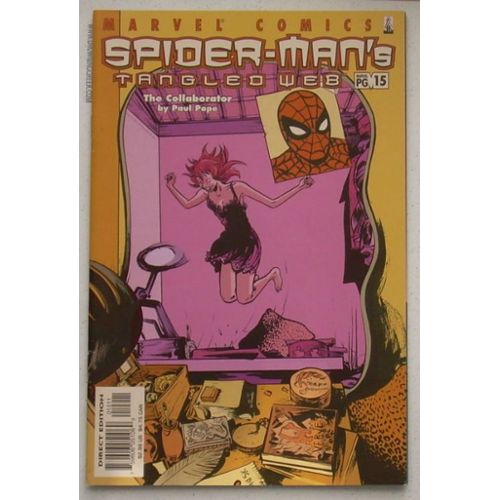 MARVEL COMICS
SPIDER-MAN'S
TANGLED WEB
PG 15
The Collaborator
by Paul Pope
DIRECT EDITION